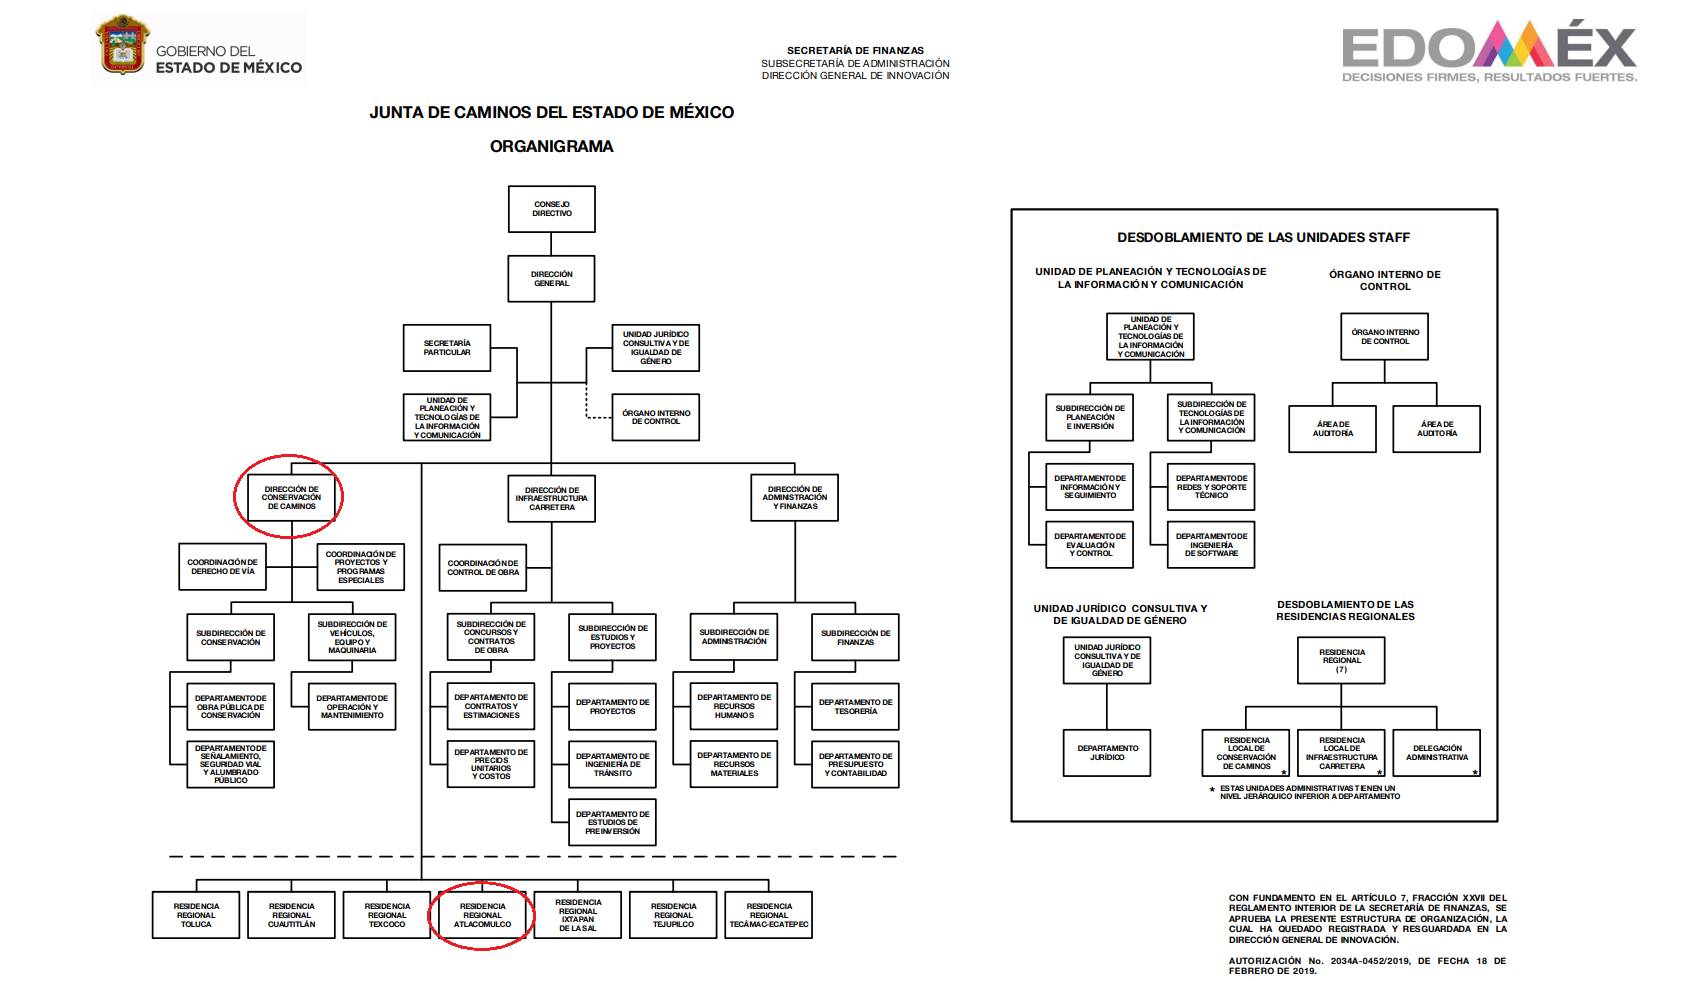 GOBIERNO DEL
ESTADO DE MÉXICO
SECRETARÍA DE FINANZAS
SUBSECRETARÍA DE ADMINISTRACIÓN
DIRECCIÓN GENERAL DE INNOVACIÓN
EDOMÉX
DECISIONES FIRMES, RESULTADOS FUERTES.
JUNTA DE CAMINOS DEL ESTADO DE MÉXICO
ORGANIGRAMA
CONSEJO
DIRECTIVO
DIRECCIÓN
GENERAL
SECRETARÍA
PARTICULAR
UNIDAD JURÍDICO
CONSULTIVA Y DE
IGUALDAD DE
GÉNERO
UNIDAD DE
PLANEACIÓN Y
TECNOLOGÍAS DE
LA INFORMACIÓN
Y COMUNICACIÓN
ÓRGANO INTERNO
DE CONTROL
DIRECCIÓN DE
CONSERVACIÓN
DE CAMINOS
DIRECCIÓN DE
INFRAESTRUCTURA
CARRETERA
DIRECCIÓN DE
ADMINISTRACIÓN
Y FINANZAS
COORDINACIÓN DE
DERECHO DE VÍA
COORDINACIÓN DE
PROYECTOS Y
PROGRAMAS
ESPECIALES
COORDINACIÓN DE
CONTROL DE OBRA
SUBDIRECCIÓN DE
CONSERVACIÓN
SUBDIRECCIÓN DE
VEHÍCULOS,
EQUIPO Y
MAQUINARIA
SUBDIRECCIÓN DE
CONCURSOS Y
CONTRATOS
DE OBRA
SUBDIRECCIÓN DE
ESTUDIOS Y
PROYECTOS
SUBDIRECCIÓN DE
ADMINISTRACIÓN
SUBDIRECCIÓN DE
FINANZAS
DEPARTAMENTO DE
OBRA PÚBLICA DE
CONSERVACIÓN
DEPARTAMENTO DE
OPERACIÓN Y
MANTENIMIENTO
DEPARTAMENTO DE
CONTRATOS Y
ESTIMACIONES
DEPARTAMENTO DE
PROYECTOS
DEPARTAMENTO DE
RECURSOS
HUMANOS
DEPARTAMENTO DE
TESORERÍA
DEPARTAMENTO DE
SEÑALAMIENTO,
SEGURIDAD VIAL
Y ALUMBRADO
PÚBLICO
DEPARTAMENTO DE
PRECIOS
UNITARIOS
Y COSTOS
DEPARTAMENTO DE
INGENIERÍA DE
TRÁNSITO
DEPARTAMENTO DE
RECURSOS
MATERIALES
DEPARTAMENTO DE
PRESUPUESTO
Y CONTABILIDAD
DEPARTAMENTO DE
ESTUDIOS DE
PREINVERSIÓN
RESIDENCIA
REGIONAL
TOLUCA
RESIDENCIA
REGIONAL
CUAUTITLÁN
RESIDENCIA
REGIONAL
TEXCOCO
RESIDENCIA
REGIONAL
ATLACOMULCO
RESIDENCIA
REGIONAL
IXTAPAN
DE LA SAL
RESIDENCIA
REGIONAL
TEJUPILCO
RESIDENCIA
REGIONAL
TECÁMAC-ECATEPEC
DESDOBLAMIENTO DE LAS UNIDADES STAFF
UNIDAD DE PLANEACIÓN Y TECNOLOGÍAS DE
LA INFORMACIÓN Y COMUNICACIÓN
ÓRGANO INTERNO DE
CONTROL
UNIDAD DE
PLANEACIÓN Y
TECNOLOGÍAS DE
LA INFORMACIÓN
Y COMUNICACIÓN
ÓRGANO INTERNO
DE CONTROL
SUBDIRECCIÓN DE
PLANEACIÓN
E INVERSIÓN
SUBDIRECCIÓN DE
TECNOLOGÍAS DE
LA INFORMACIÓN
Y COMUNICACIÓN
ÁREA DE
AUDITORÍA
ÁREA DE
AUDITORÍA
DEPARTAMENTO DE
INFORMACIÓN Y
SEGUIMIENTO
DEPARTAMENTO DE
REDES Y SOPORTE
TÉCNICO
DEPARTAMENTO DE
EVALUACIÓN
Y CONTROL
DEPARTAMENTO DE
INGENIERÍA
DE SOFTWARE
UNIDAD JURÍDICO CONSULTIVA Y
DE IGUALDAD DE GÉNERO
DESDOBLAMIENTO DE LAS
RESIDENCIAS REGIONALES
UNIDAD JURÍDICO
CONSULTIVA Y DE
IGUALDAD DE
GÉNERO
RESIDENCIA
REGIONAL
(7)
DEPARTAMENTO
JURÍDICO
RESIDENCIA
LOCAL DE
CONSERVACIÓN
DE CAMINOS *
RESIDENCIA
LOCAL DE
INFRAESTRUCTURA
CARRETERA *
DELEGACIÓN
ADMINISTRATIVA *
* ESTAS UNIDADES ADMINISTRATIVAS TIENEN UN
NIVEL JERÁRQUICO INFERIOR A DEPARTAMENTO
CON FUNDAMENTO EN EL ARTÍCULO 7, FRACCIÓN XXVII DEL
REGLAMENTO INTERIOR DE LA SECRETARÍA DE FINANZAS, SE
APRUEBA LA PRESENTE ESTRUCTURA DE ORGANIZACIÓN, LA
CUAL HA QUEDADO REGISTRADA Y RESGUARDADA EN LA
DIRECCIÓN GENERAL DE INNOVACIÓN.
AUTORIZACIÓN No. 2034A-0452/2019, DE FECHA 18 DE
FEBRERO DE 2019.